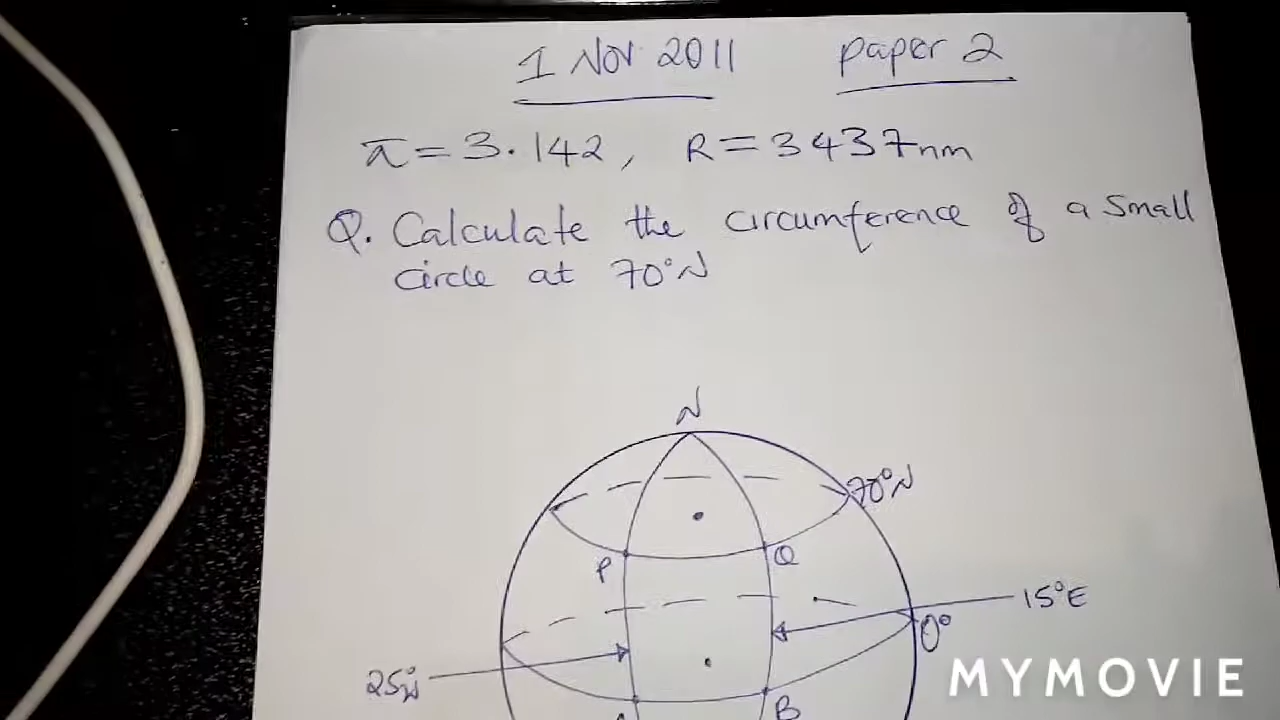 1 Nov 2011 paper 2
π = 3.142, R = 3437nm
Q. Calculate the circumference of a small
circle at 70°N
N
70°N
P Q
15°E
0°
25°W
B
MYMOVIE